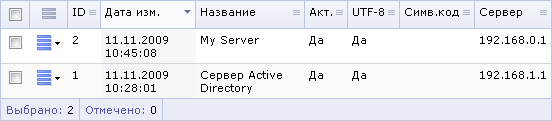 ID Дата изм. Название Акт. UTF-8 Симв.код Сервер
2 11.11.2009 My Server Да Да 192.168.0.1
10:45:08
1 11.11.2009 Сервер Active Да Да 192.168.1.1
10:28:01 Directory
Выбрано: 2 Отмечено: 0